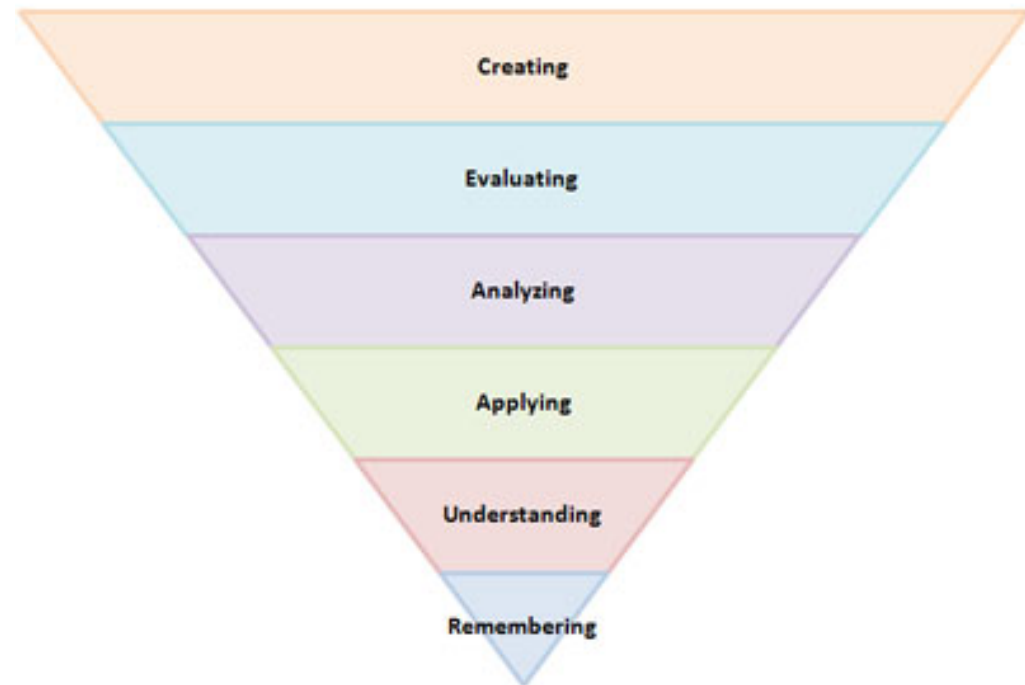 Creating
Evaluating
Analyzing
Applying
Understanding
Remembering